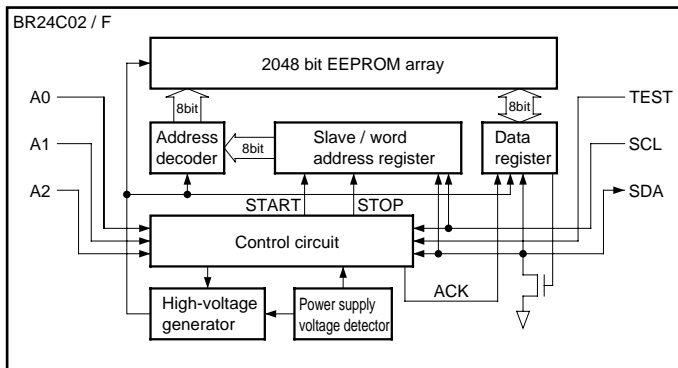 BR24C02 / F
2048 bit EEPROM array
A0
8bit
8bit
TEST
A1
Address
decoder
8bit
Slave / word
address register
Data
register
SCL
A2
START
STOP
SDA
Control circuit
ACK
High-voltage
generator
Power supply
voltage detector